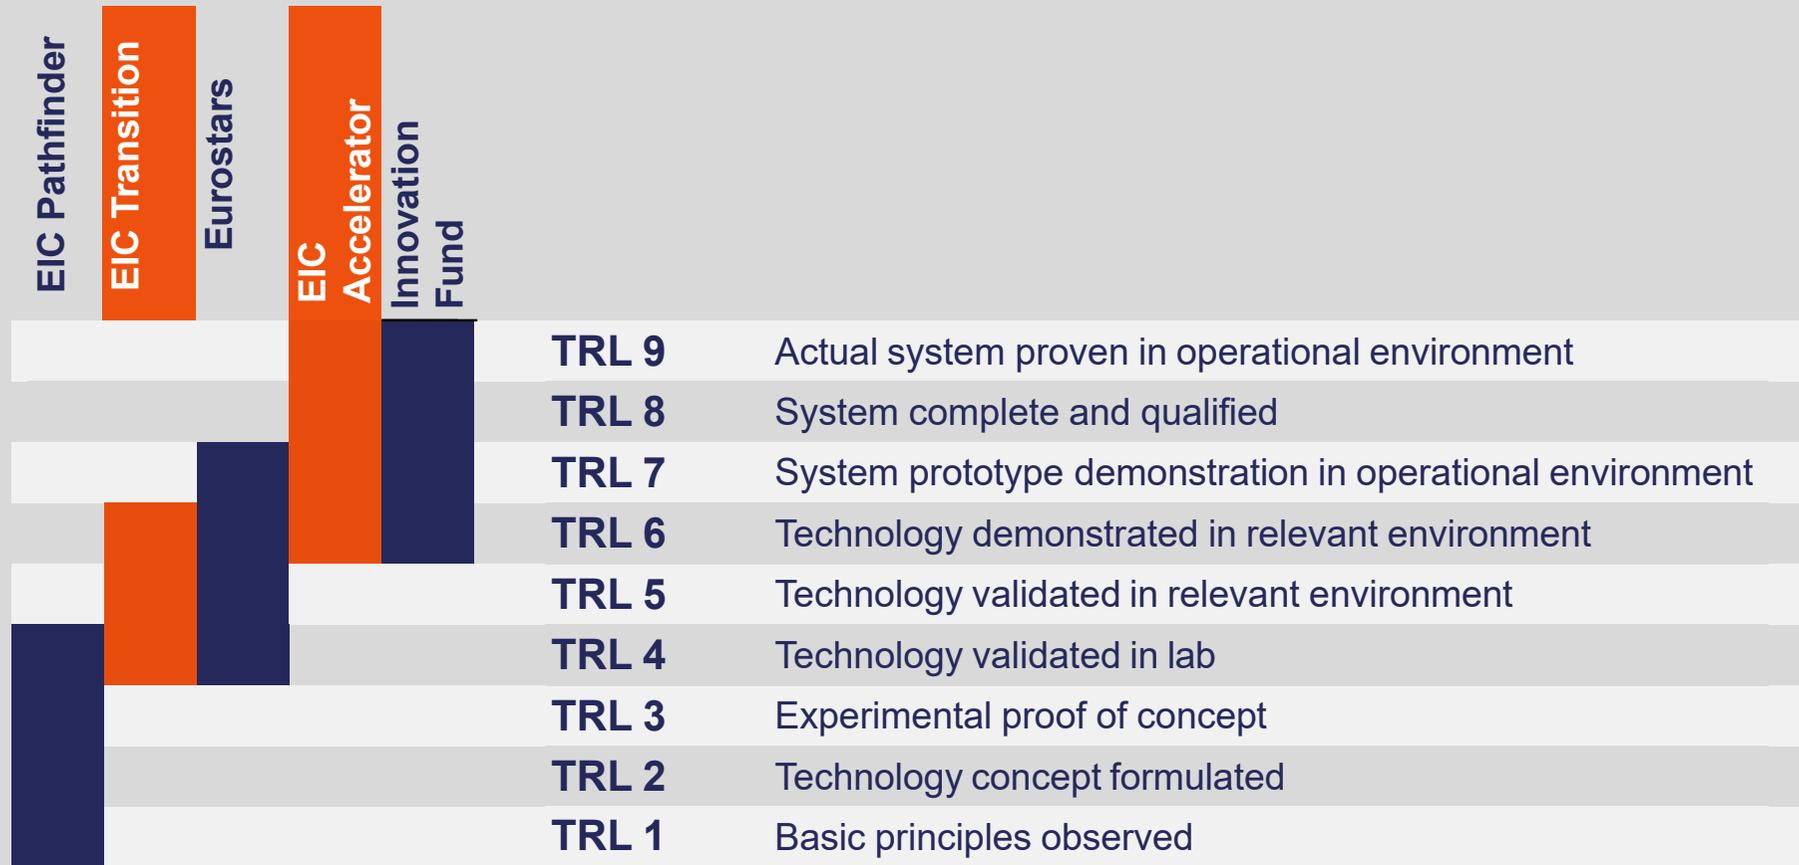 EIC Pathfinder
EIC Transition
Eurostars
EIC
Accelerator
Innovation
Fund
TRL 9 Actual system proven in operational environment
TRL 8 System complete and qualified
TRL 7 System prototype demonstration in operational environment
TRL 6 Technology demonstrated in relevant environment
TRL 5 Technology validated in relevant environment
TRL 4 Technology validated in lab
TRL 3 Experimental proof of concept
TRL 2 Technology concept formulated
TRL 1 Basic principles observed